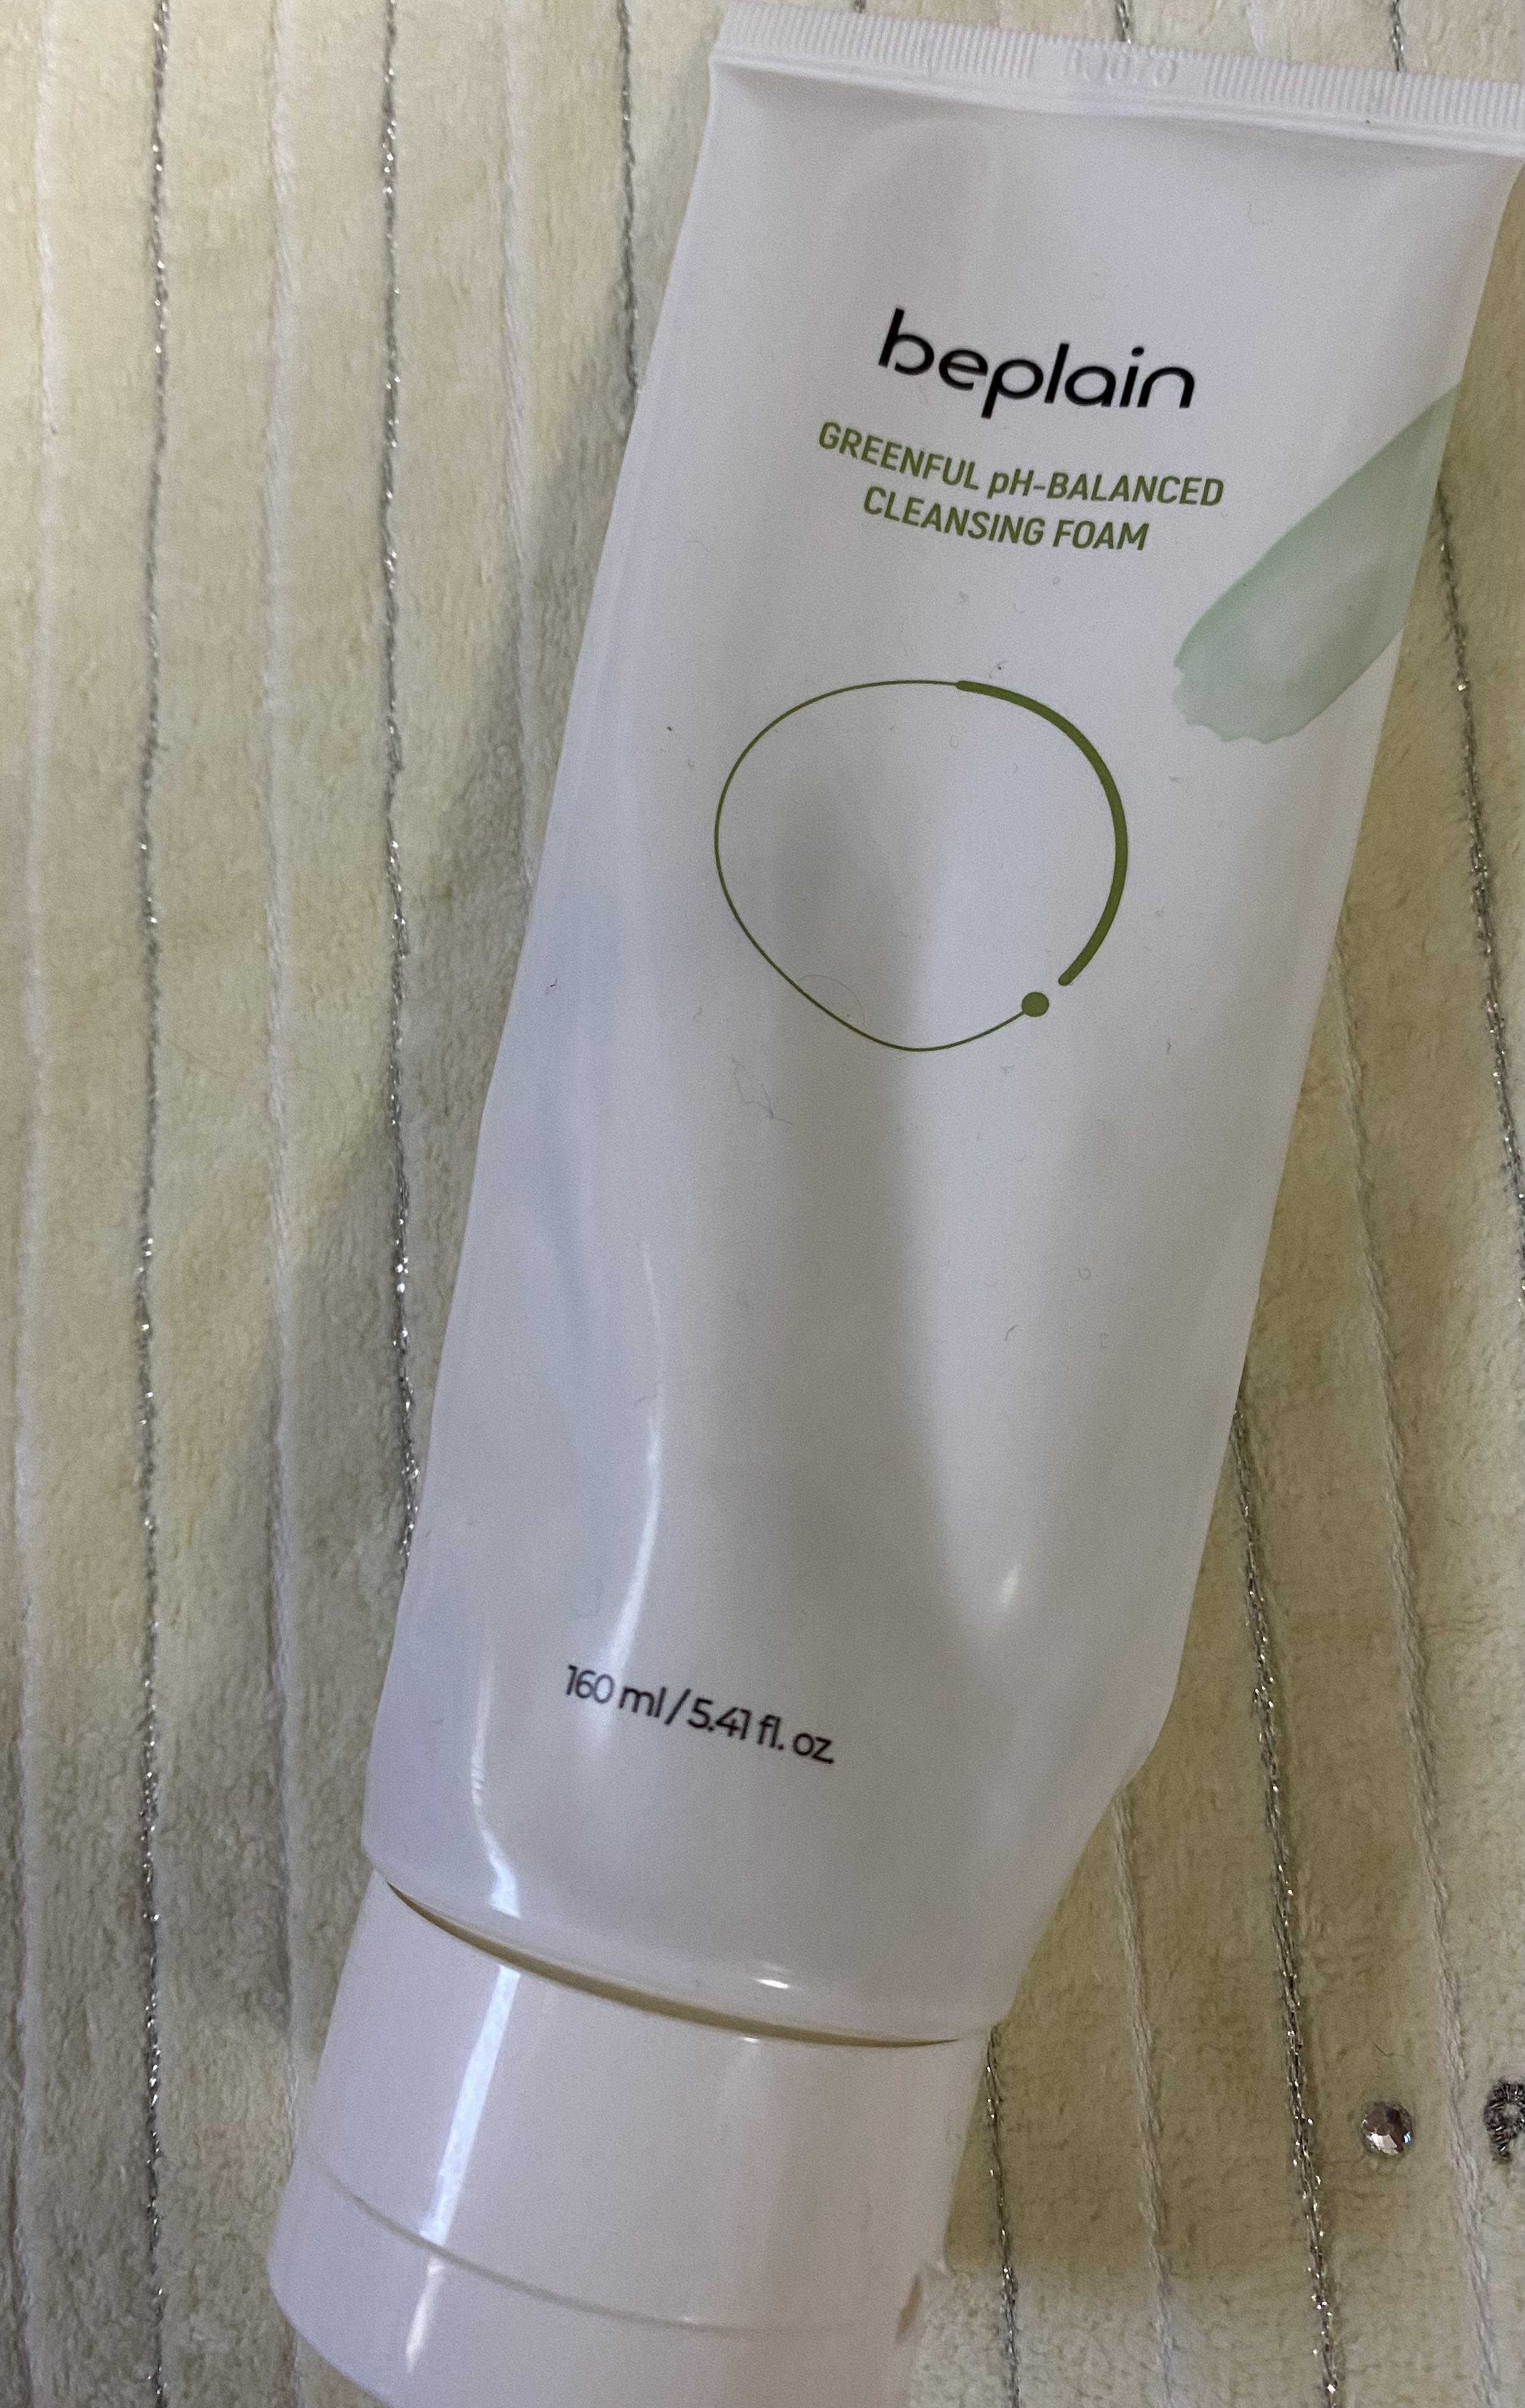 beplain
GREENFUL pH-BALANCED
CLEANSING FOAM
160 ml / 5.41 fl. oz